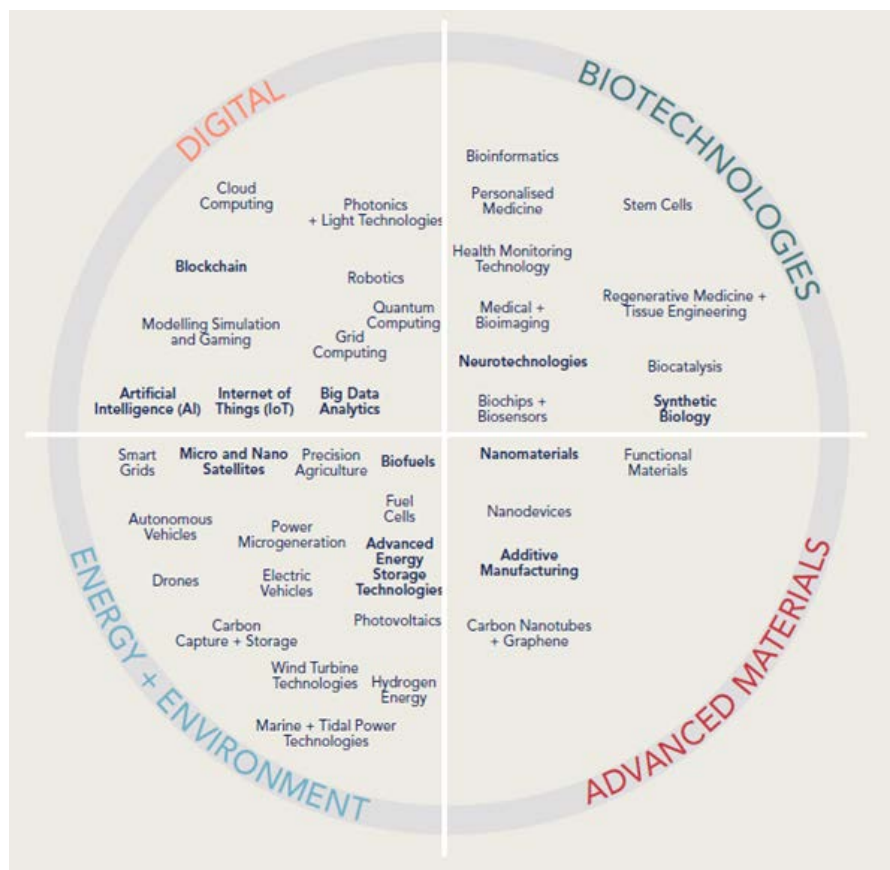 DIGITAL
Cloud
Computing
Photonics
+ Light Technologies
Blockchain
Robotics
Quantum
Computing
Modelling Simulation
and Gaming
Grid
Computing
Artificial
Intelligence (AI)
Internet of
Things (IoT)
Big Data
Analytics
BIOTECHNOLOGIES
Bioinformatics
Personalised
Medicine
Stem Cells
Health Monitoring
Technology
Regenerative Medicine +
Tissue Engineering
Medical +
Bioimaging
Neurotechnologies
Biocatalysis
Biochips +
Biosensors
Synthetic
Biology
ENERGY + ENVIRONMENT
Smart
Grids
Micro and Nano
Satellites
Precision
Agriculture
Biofuels
Fuel
Cells
Autonomous
Vehicles
Power
Microgeneration
Advanced
Energy
Storage
Technologies
Drones
Electric
Vehicles
Carbon
Capture + Storage
Photovoltaics
Wind Turbine
Technologies
Hydrogen
Energy
Marine + Tidal Power
Technologies
ADVANCED MATERIALS
Nanomaterials
Functional
Materials
Nanodevices
Additive
Manufacturing
Carbon Nanotubes
+ Graphene